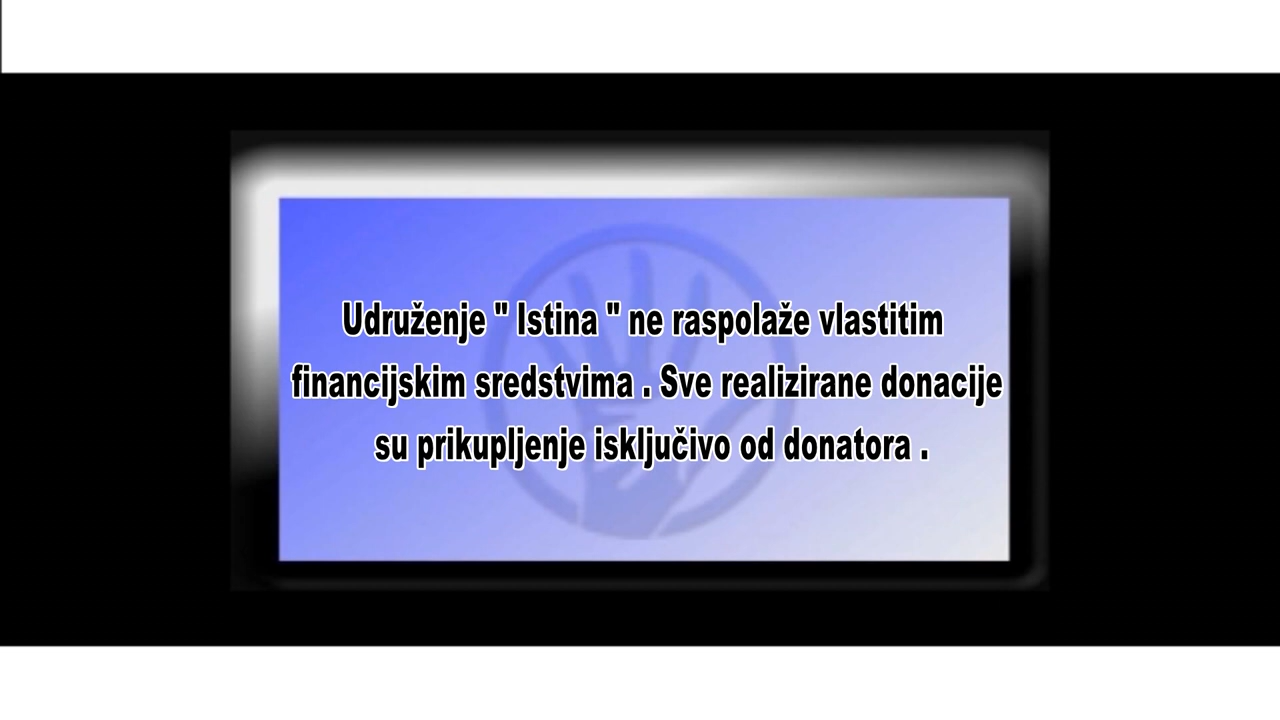 Udruženje " Istina " ne raspolaže vlastitim
financijskim sredstvima . Sve realizirane donacije
su prikupljenje isključivo od donatora .